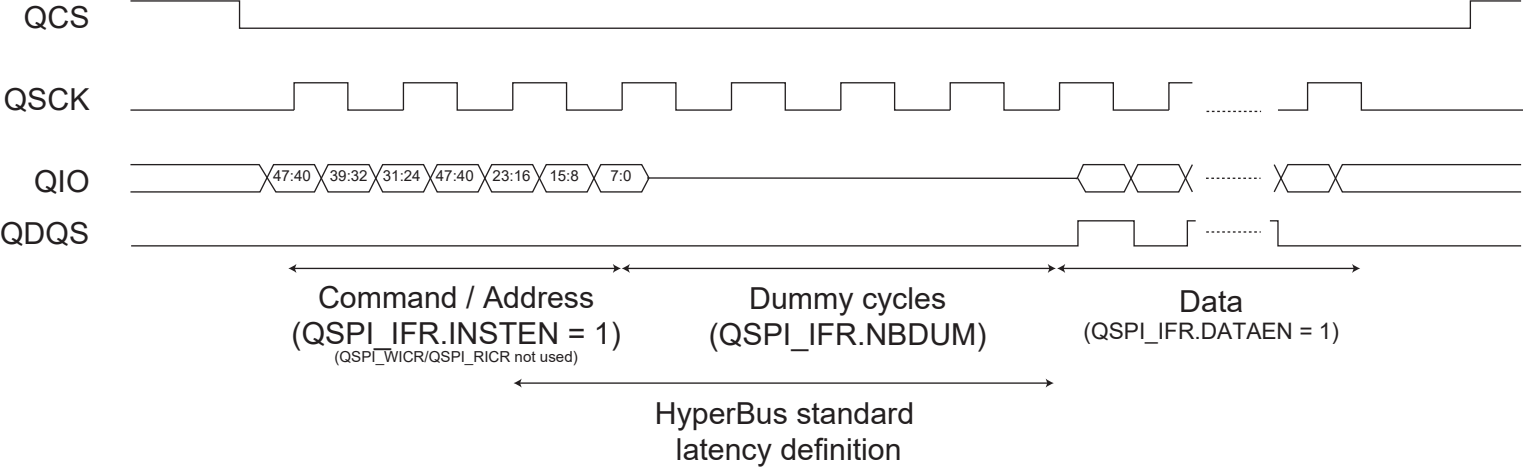 QCS
QSCK
QIO
47:40 39:32 31:24 47:40 23:16 15:8 7:0
QDQS
Command / Address
(QSPI_IFR.INSTEN = 1)
(QSPI_WICR/QSPI_RICR not used)
Dummy cycles
(QSPI_IFR.NBDUM)
Data
(QSPI_IFR.DATAEN = 1)
HyperBus standard
latency definition